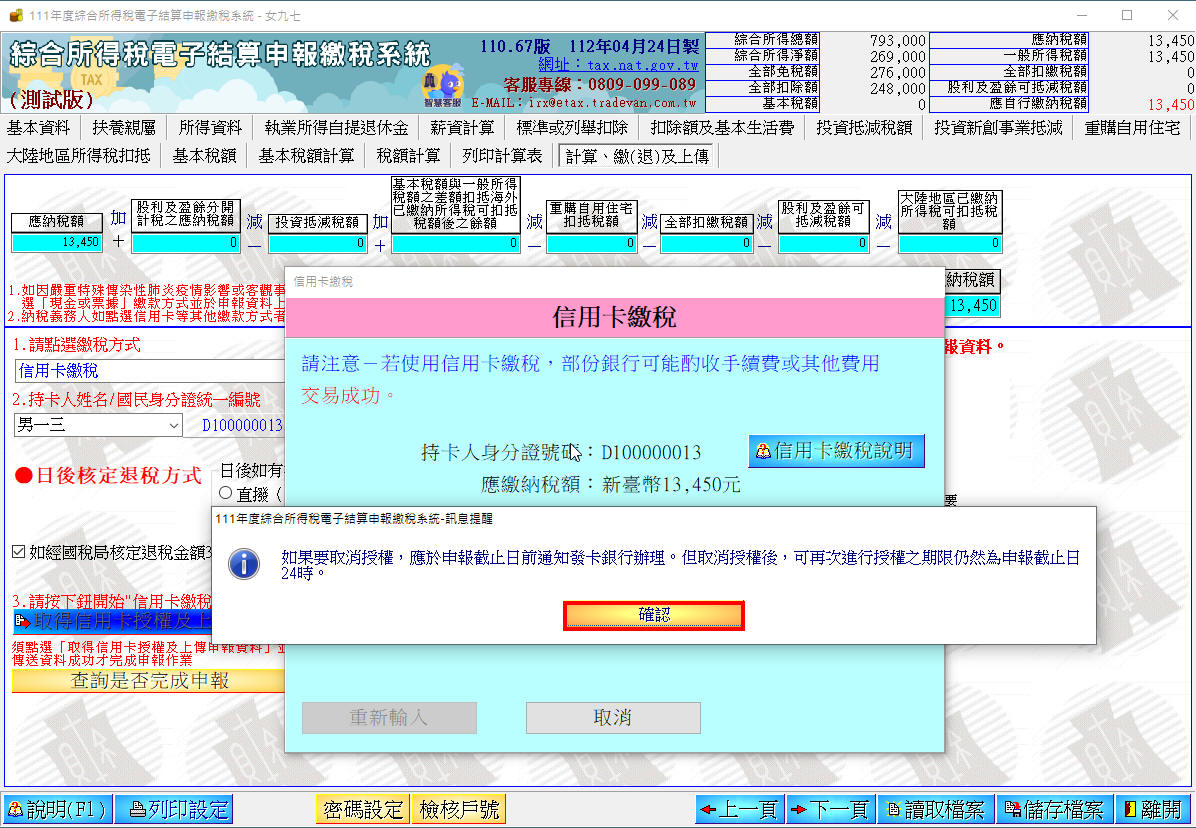 111年度綜合所得稅電子結算申報繳稅系統 - 女九七
綜合所得稅電子結算申報繳稅系統
TAX
(測試版)
110.67版 112年04月24日製
網址：tax.nat.gov.tw
客服專線：0809-099-089
智慧客服
E-MAIL：irx@etax.tradevan.com.tw
綜合所得總額 793,000 應納稅額 13,450
綜合所得淨額 269,000 一般所得稅額 13,450
全部免稅額 276,000 全部扣繳稅額 0
全部扣除額 248,000 股利及盈餘可抵減稅額 0
基本稅額 0 應自行繳納稅額 13,450
基本資料 扶養親屬 所得資料 執業所得自提退休金 薪資計算 標準或列舉扣除 扣除額及基本生活費 投資抵減稅額 投資新創事業抵減 重購自用住宅
大陸地區所得稅扣抵 基本稅額 基本稅額計算 稅額計算 列印計算表 計算、繳(退)及上傳
應納稅額
13,450
加
＋
股利及盈餘分開
計稅之應納稅額
0
減
－
投資抵減稅額
0
加
＋
基本稅額與一般所得
稅額之差額扣抵海外
已繳納所得稅可扣抵
稅額後之餘額
0
減
－
重購自用住宅
扣抵稅額
0
減
－
全部扣繳稅額
0
減
－
股利及盈餘可
抵減稅額
0
減
－
大陸地區已繳納
所得稅可扣抵稅
額
0
納稅額
13,450
1.如因嚴重特殊傳染性肺炎疫情影響或客觀事
選「現金或票據」繳款方式並於申報資料上
2.納稅義務人如點選信用卡等其他繳款方式者
報資料。
1.請點選繳稅方式
信用卡繳稅
2.持卡人姓名/國民身分證統一編號
男一三 D100000013
●日後核定退稅方式
日後如有
直撥（
要
如經國稅局核定退稅金額3
3.請按下鈕開始"信用卡繳稅
取得信用卡授權及上
須點選「取得信用卡授權及上傳申報資料」並
傳送資料成功才完成申報作業
查詢是否完成申報
信用卡繳稅
信用卡繳稅
請注意－若使用信用卡繳稅，部份銀行可能酌收手續費或其他費用
交易成功。
持卡人身分證號碼：D100000013
信用卡繳稅說明
應繳納稅額：新臺幣13,450元
111年度綜合所得稅電子結算申報繳稅系統-訊息提醒
如果要取消授權，應於申報截止日前通知發卡銀行辦理。但取消授權後，可再次進行授權之期限仍然為申報截止日
24時。
確認
重新輸入 取消
說明(F1) 列印設定 密碼設定 檢核戶號 上一頁 下一頁 讀取檔案 儲存檔案 離開